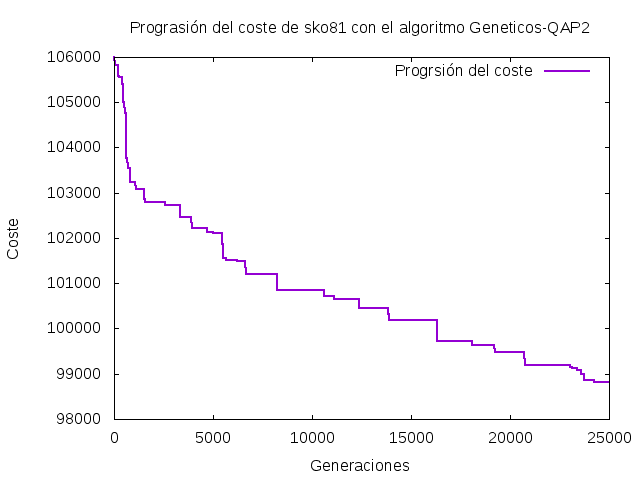 Prograsión del coste de sko81 con el algoritmo Geneticos-QAP2
Progrsión del coste
106000
105000
104000
103000
102000
101000
100000
99000
98000
Coste
0 5000 10000 15000 20000 25000
Generaciones